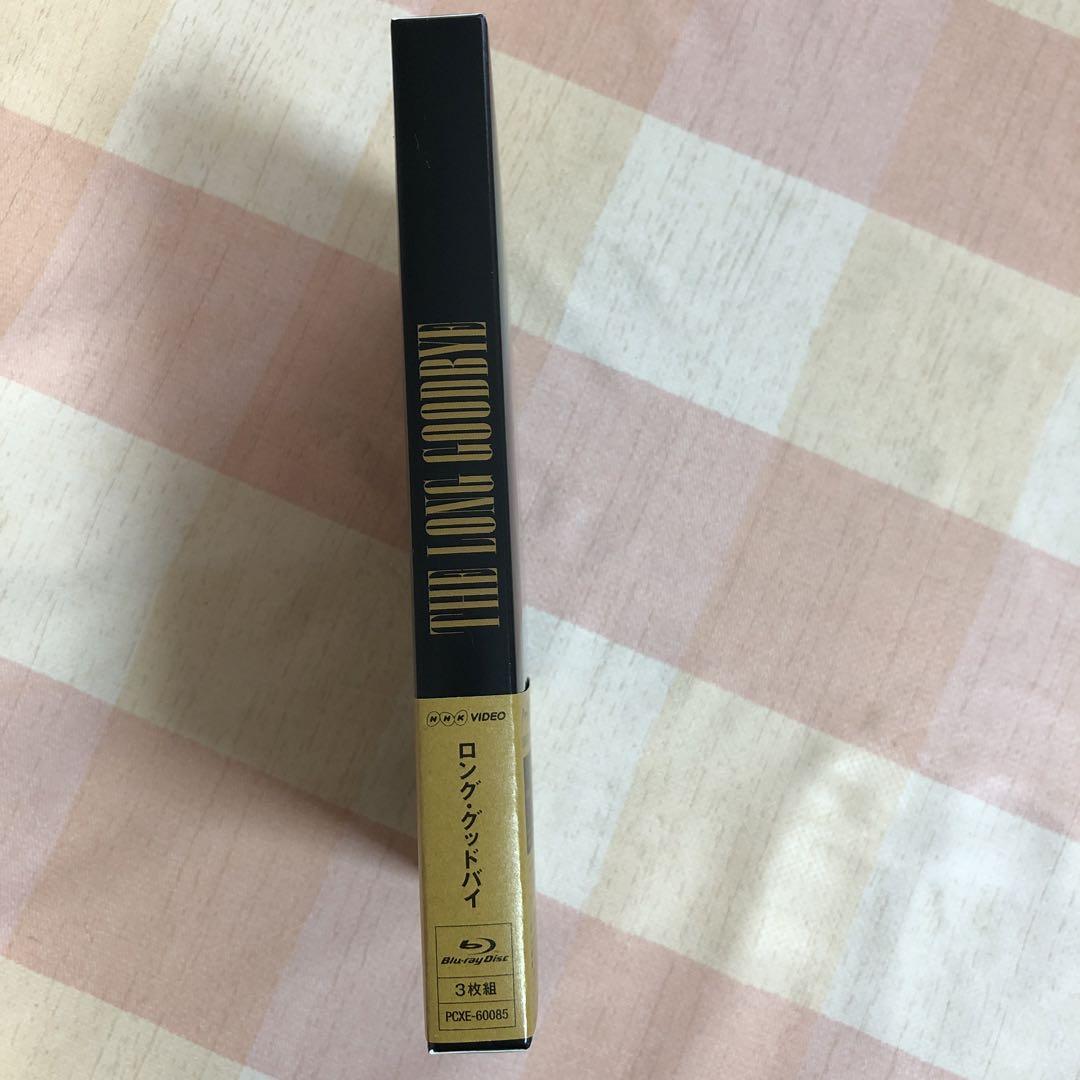 THE LONG GOODBYE
NHK VIDEO
ロング・グッドバイ
Blu-ray Disc
3枚組
PCXE-60085